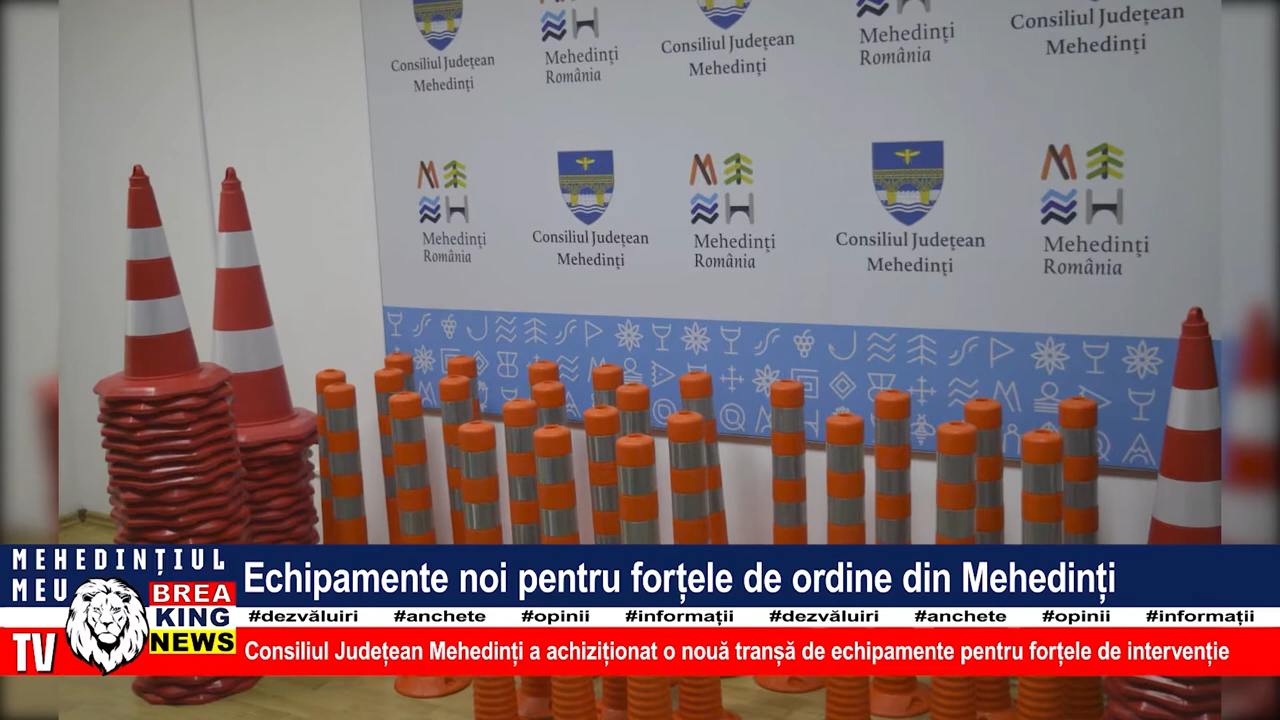 Consiliul Județean
Mehedinți
Mehedinți
România
Consiliul Județean
Mehedinți
Mehedinți
România
Consiliul Județean
Mehedinți
Mehedinți
România
Consiliul Județean
Mehedinți
Mehedinți
România
Consiliul Județean
Mehedinți
Mehedinți
România
MEHEDINȚIUL
MEU
TV
BREA
KING
NEWS
Echipamente noi pentru forțele de ordine din Mehedinți
#dezvăluiri #anchete #opinii #informații #dezvăluiri #anchete #opinii #informații
Consiliul Județean Mehedinți a achiziționat o nouă tranșă de echipamente pentru forțele de intervenție